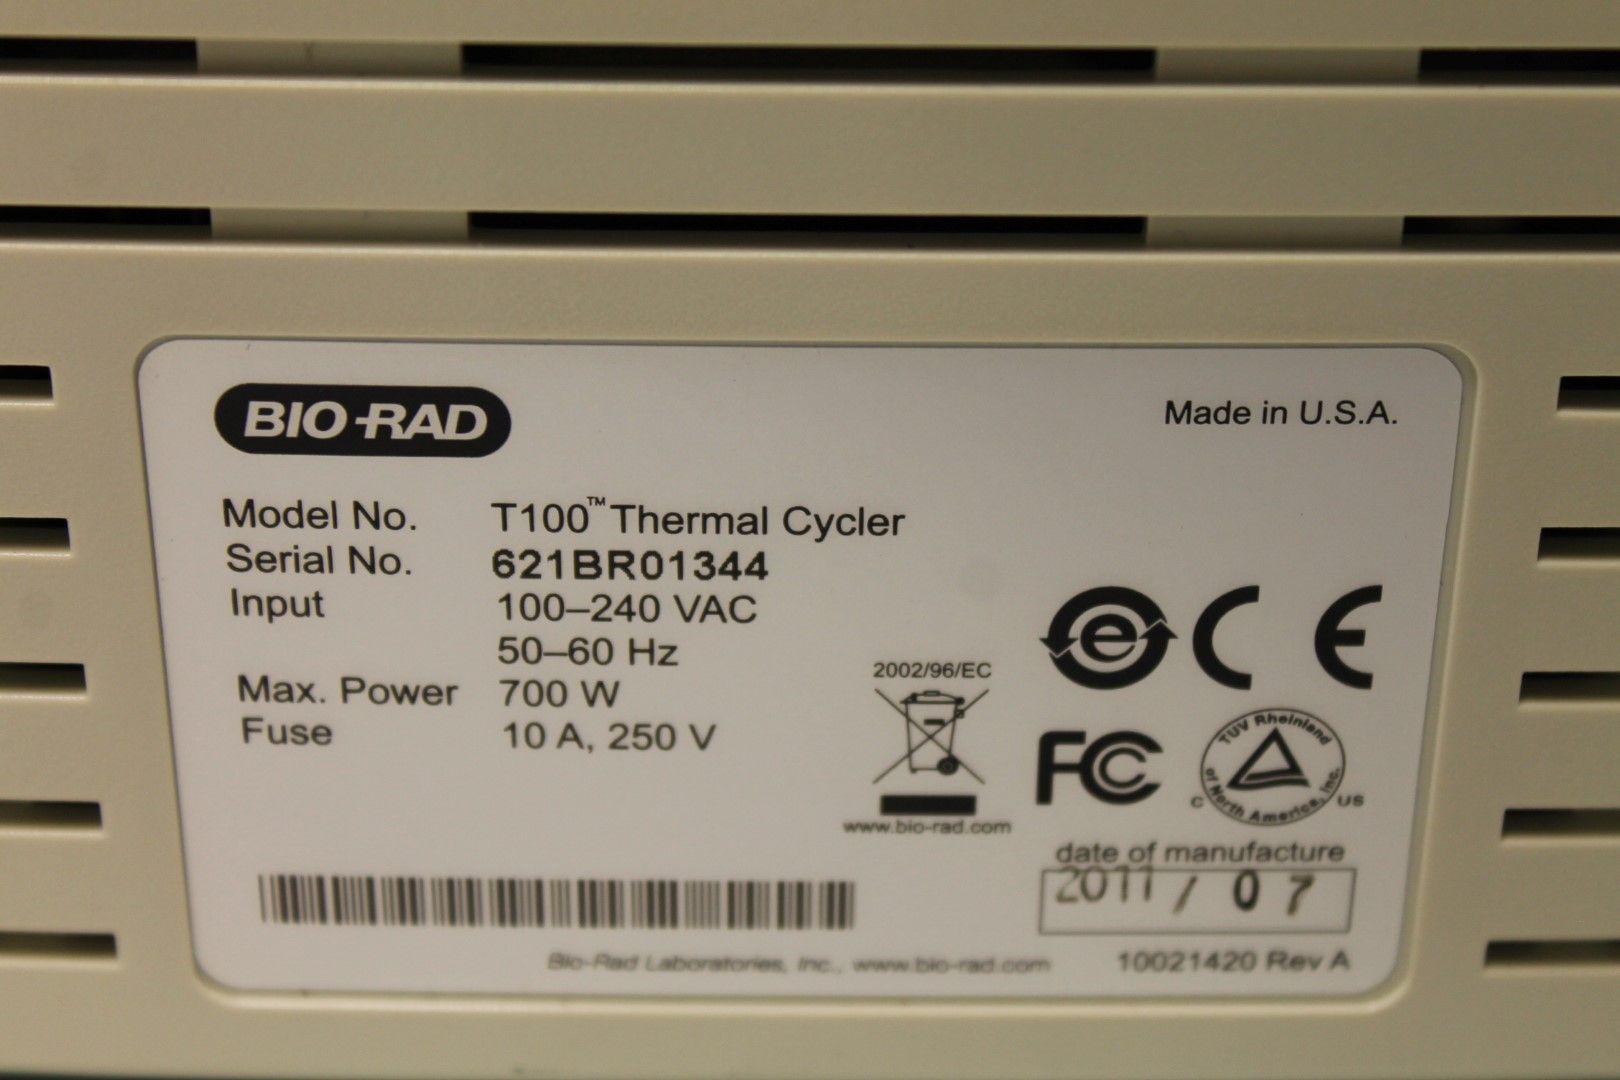 BIO-RAD
Made in U.S.A.
Model No. T100™ Thermal Cycler
Serial No. 621BR01344
Input 100–240 VAC
50–60 Hz
Max. Power 700 W
Fuse 10 A, 250 V
2002/96/EC
www.bio-rad.com
e
CE
FC
TUV Rheinland
of North America, Inc.
C US
date of manufacture
2011 / 07
Bio-Rad Laboratories, Inc., www.bio-rad.com
10021420 Rev A